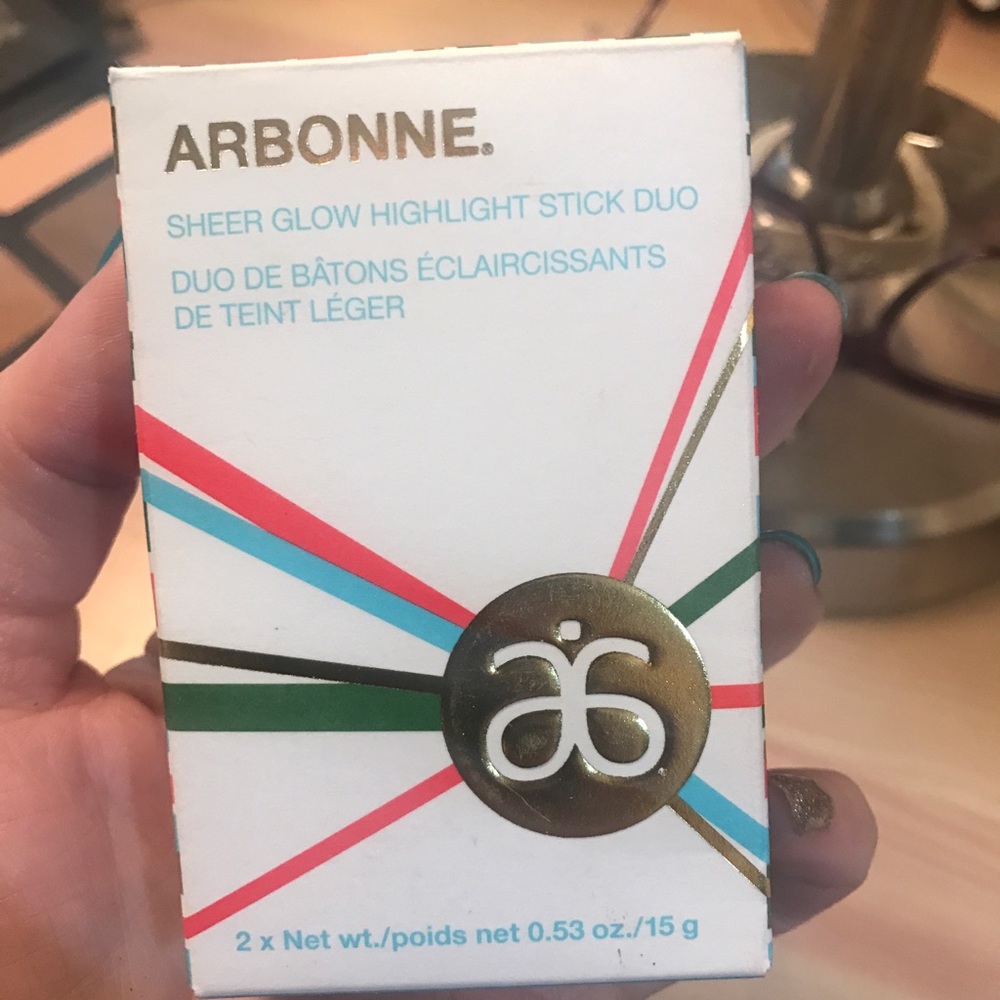 ARBONNE®
SHEER GLOW HIGHLIGHT STICK DUO
DUO DE BÂTONS ÉCLAIRCISSANTS
DE TEINT LÉGER
2 x Net wt./poids net 0.53 oz./15 g